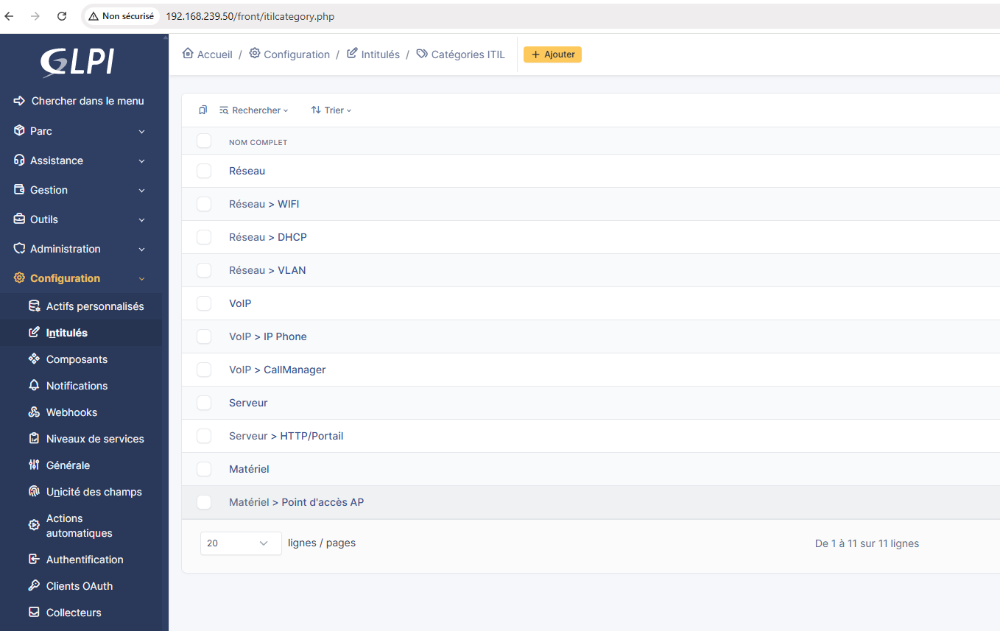 Non sécurisé 192.168.239.50/front/itilcategory.php
GLPI
Chercher dans le menu
Parc
Assistance
Gestion
Outils
Administration
Configuration
Actifs personnalisés
Intitulés
Composants
Notifications
Webhooks
Niveaux de services
Générale
Unicité des champs
Actions
automatiques
Authentification
Clients OAuth
Collecteurs
Accueil / Configuration / Intitulés / Catégories ITIL + Ajouter
Rechercher Trier
NOM COMPLET
Réseau
Réseau > WIFI
Réseau > DHCP
Réseau > VLAN
VoIP
VoIP > IP Phone
VoIP > CallManager
Serveur
Serveur > HTTP/Portail
Matériel
Matériel > Point d'accès AP
20 lignes / pages De 1 à 11 sur 11 lignes